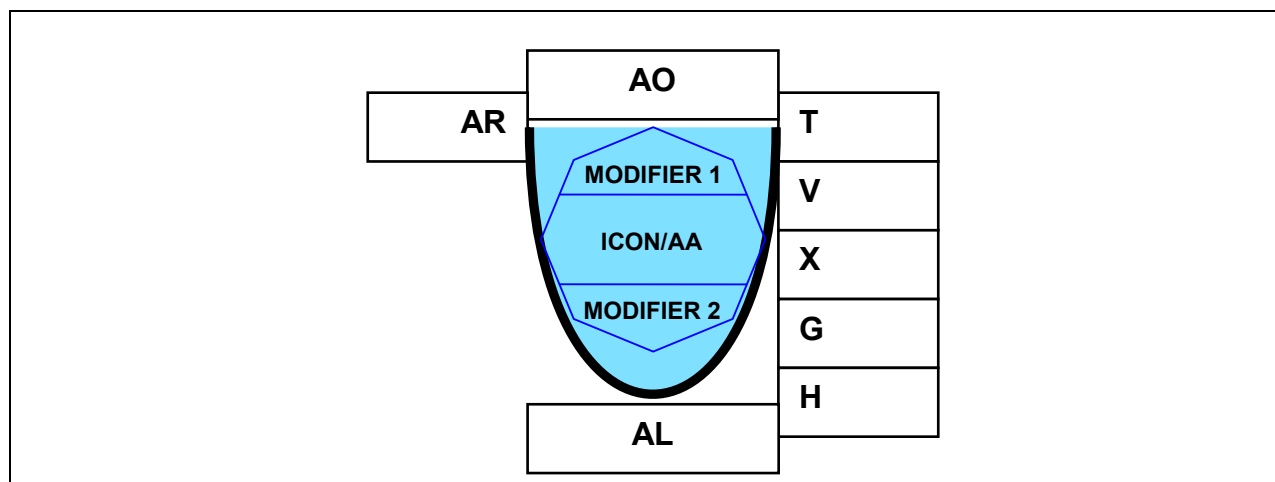 AO
AR
T
MODIFIER 1
V
ICON/AA
X
MODIFIER 2
G
H
AL